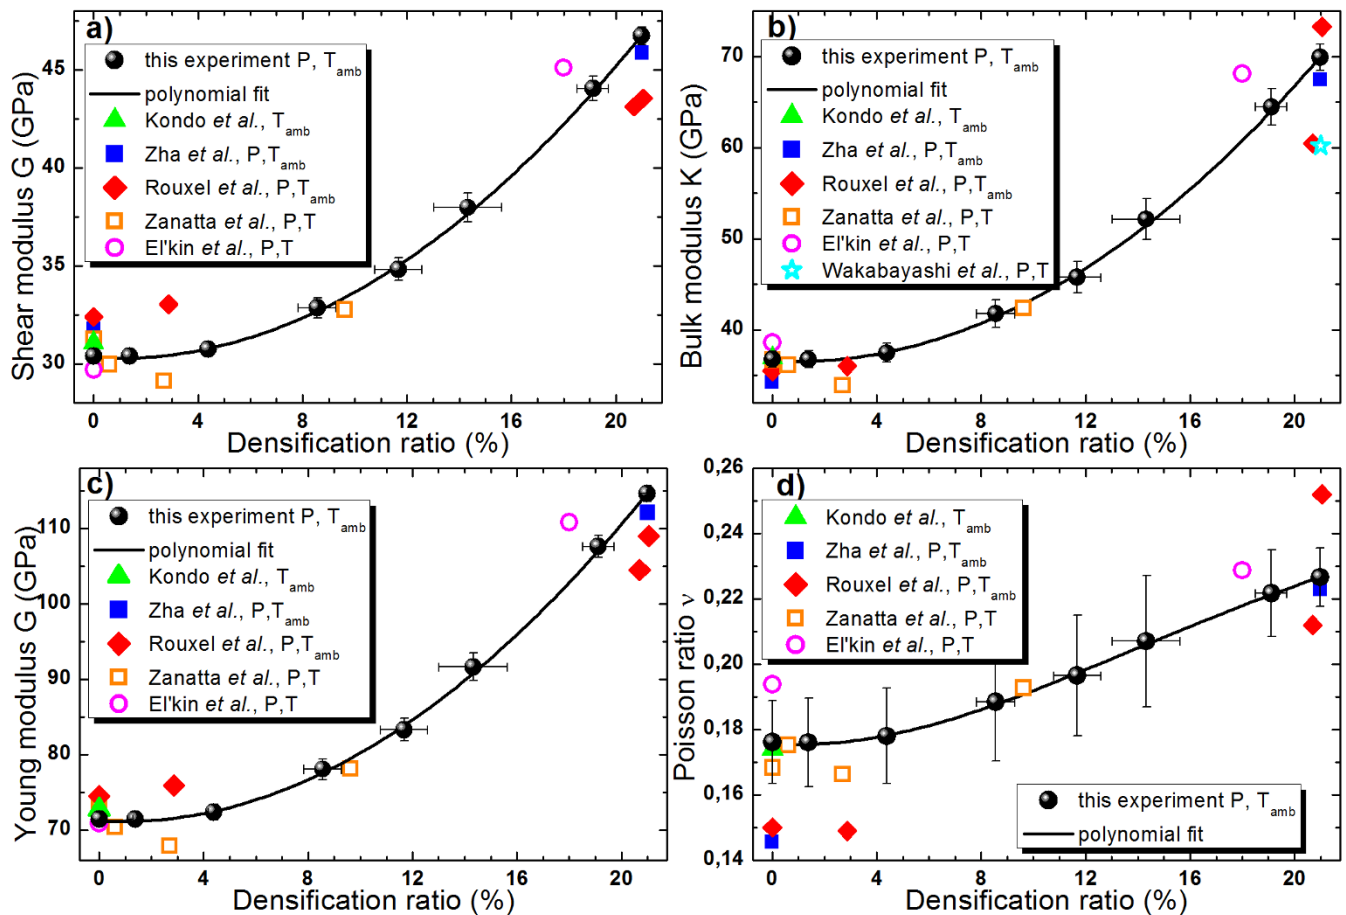 a)
this experiment P, Tamb
polynomial fit
Kondo et al., Tamb
Zha et al., P,Tamb
Rouxel et al., P,Tamb
Zanatta et al., P,T
El'kin et al., P,T
Shear modulus G (GPa)
45
40
35
30
0 4 8 12 16 20
Densification ratio (%)
b)
this experiment P, Tamb
polynomial fit
Kondo et al., Tamb
Zha et al., P,Tamb
Rouxel et al., P,Tamb
Zanatta et al., P,T
El'kin et al., P,T
Wakabayashi et al., P,T
Bulk modulus K (GPa)
70
60
50
40
0 4 8 12 16 20
Densification ratio (%)
c)
this experiment P, Tamb
polynomial fit
Kondo et al., Tamb
Zha et al., P,Tamb
Rouxel et al., P,Tamb
Zanatta et al., P,T
El'kin et al., P,T
Young modulus G (GPa)
110
100
90
80
70
0 4 8 12 16 20
Densification ratio (%)
d)
Kondo et al., Tamb
Zha et al., P,Tamb
Rouxel et al., P,Tamb
Zanatta et al., P,T
El'kin et al., P,T
this experiment P, Tamb
polynomial fit
Poisson ratio ν
0,26
0,24
0,22
0,20
0,18
0,16
0,14
0 4 8 12 16 20
Densification ratio (%)